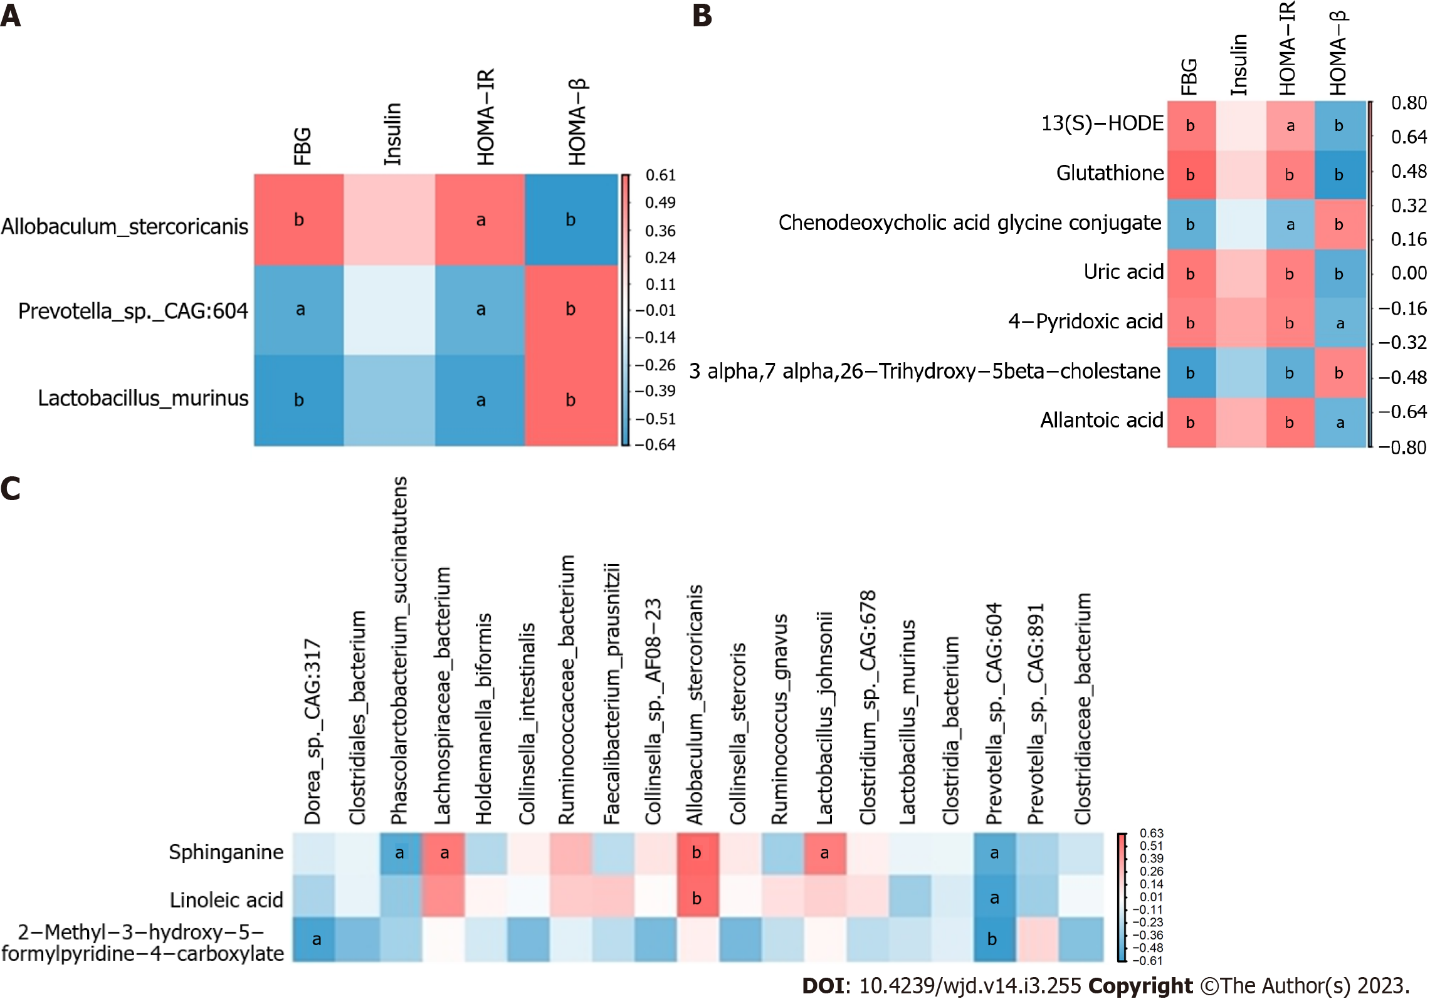 A
FBG
Insulin
HOMA−IR
HOMA−β
Allobaculum_stercoricanis
b
a
b
Prevotella_sp._CAG:604
a
a
b
Lactobacillus_murinus
b
a
b
0.61
0.49
0.36
0.24
0.11
−0.01
−0.14
−0.26
−0.39
−0.51
−0.64
B
FBG
Insulin
HOMA−IR
HOMA−β
13(S)−HODE
b
a
b
Glutathione
b
b
b
Chenodeoxycholic acid glycine conjugate
b
a
b
Uric acid
b
b
b
4−Pyridoxic acid
b
b
a
3 alpha,7 alpha,26−Trihydroxy−5beta−cholestane
b
b
b
Allantoic acid
b
b
a
0.80
0.64
0.48
0.32
0.16
0.00
−0.16
−0.32
−0.48
−0.64
−0.80
C
Dorea_sp._CAG:317
Clostridiales_bacterium
Phascolarctobacterium_succinatutens
Lachnospiraceae_bacterium
Holdemanella_biformis
Collinsella_intestinalis
Ruminococcaceae_bacterium
Faecalibacterium_prausnitzii
Collinsella_sp._AF08−23
Allobaculum_stercoricanis
Collinsella_stercoris
Ruminococcus_gnavus
Lactobacillus_johnsonii
Clostridium_sp._CAG:678
Lactobacillus_murinus
Clostridia_bacterium
Prevotella_sp._CAG:604
Prevotella_sp._CAG:891
Clostridiaceae_bacterium
Sphinganine
a
a
b
a
a
Linoleic acid
b
a
2−Methyl−3−hydroxy−5−
formylpyridine−4−carboxylate
a
b
0.63
0.51
0.39
0.26
0.14
0.01
−0.11
−0.23
−0.36
−0.48
−0.61
DOI: 10.4239/wjd.v14.i3.255 Copyright ©The Author(s) 2023.